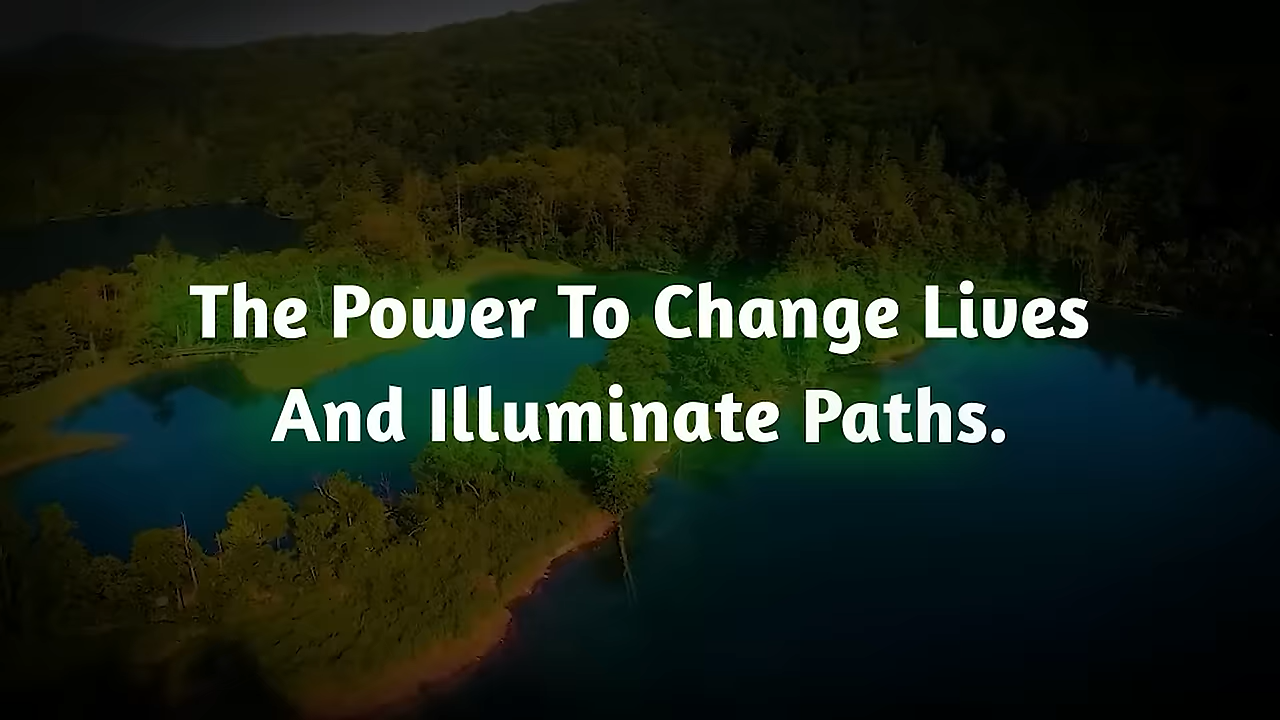 The Power To Change Lives
And Illuminate Paths.